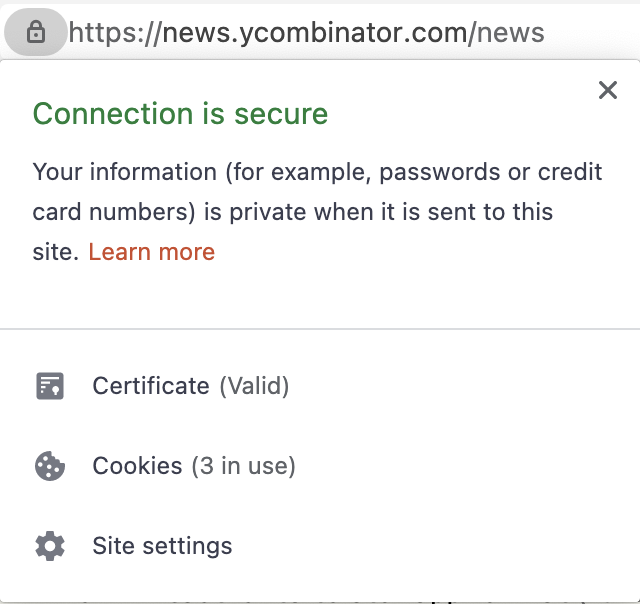 https://news.ycombinator.com/news
Connection is secure
Your information (for example, passwords or credit
card numbers) is private when it is sent to this
site. Learn more
Certificate (Valid)
Cookies (3 in use)
Site settings